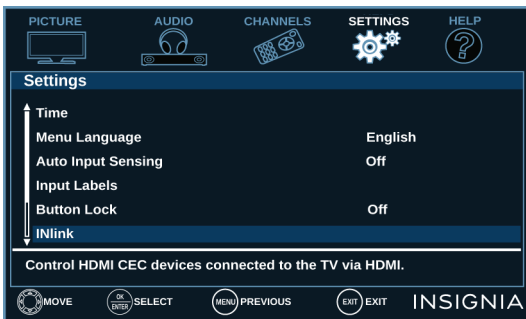 PICTURE AUDIO CHANNELS SETTINGS HELP
Settings
Time
Menu Language English
Auto Input Sensing Off
Input Labels
Button Lock Off
INlink
Control HDMI CEC devices connected to the TV via HDMI.
MOVE OK ENTER SELECT MENU PREVIOUS EXIT EXIT INSIGNIA